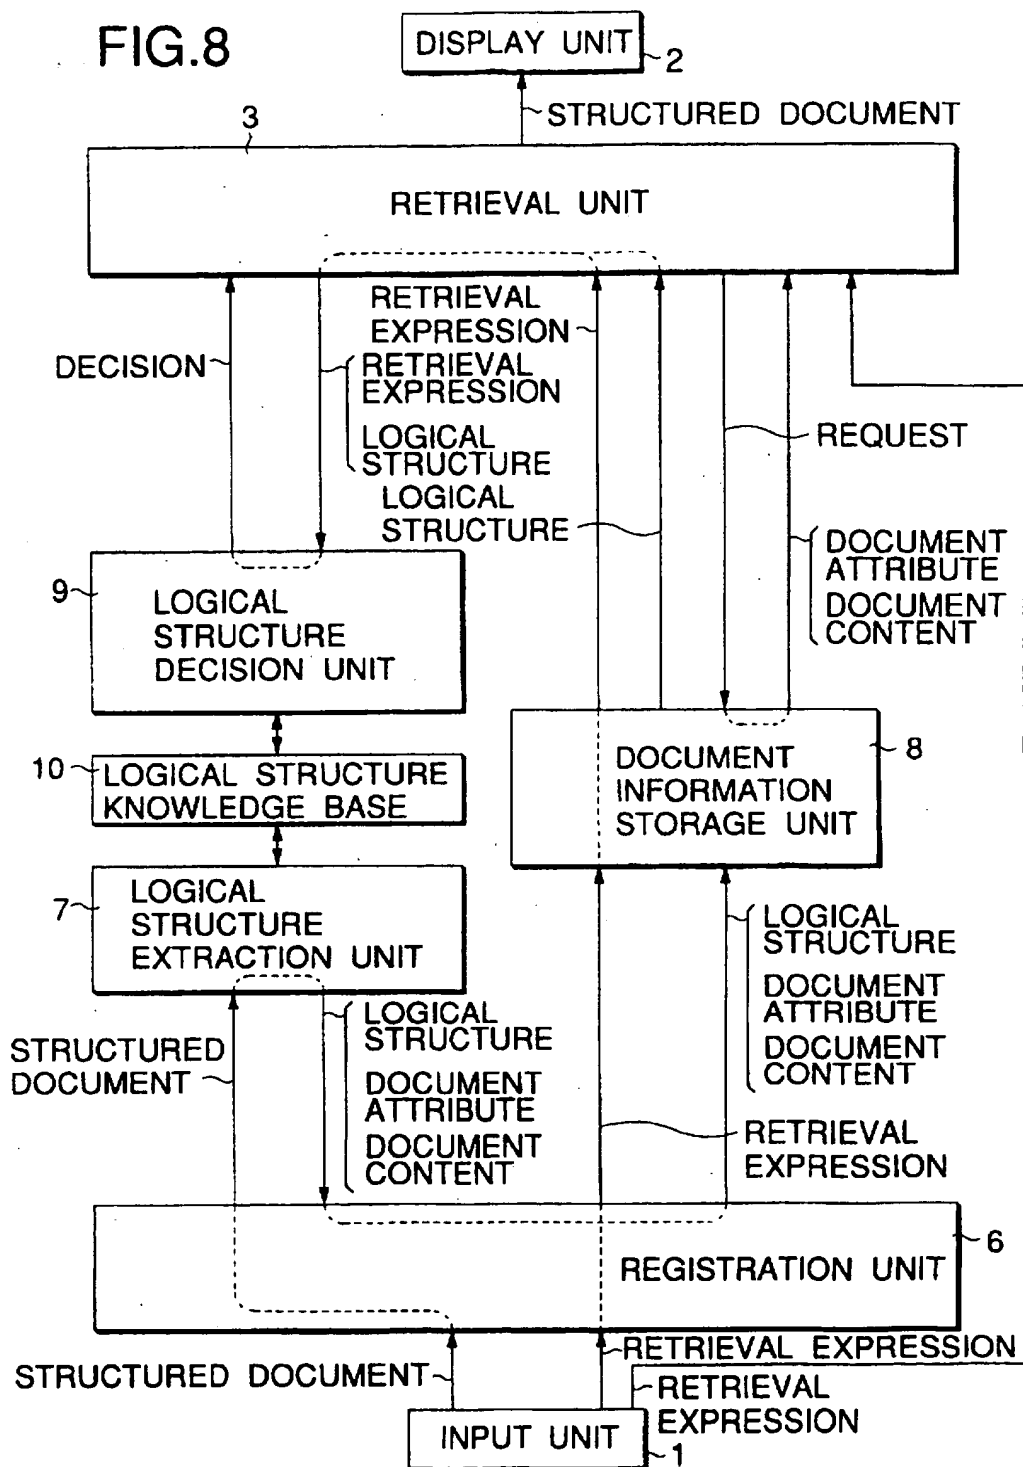 FIG.8
DISPLAY UNIT
2
STRUCTURED DOCUMENT
3
RETRIEVAL UNIT
RETRIEVAL
EXPRESSION
DECISION
RETRIEVAL
EXPRESSION
LOGICAL
STRUCTURE
REQUEST
LOGICAL
STRUCTURE
DOCUMENT
ATTRIBUTE
DOCUMENT
CONTENT
9
LOGICAL
STRUCTURE
DECISION UNIT
8
DOCUMENT
INFORMATION
STORAGE UNIT
10
LOGICAL STRUCTURE
KNOWLEDGE BASE
7
LOGICAL
STRUCTURE
EXTRACTION UNIT
LOGICAL
STRUCTURE
DOCUMENT
ATTRIBUTE
DOCUMENT
CONTENT
STRUCTURED
DOCUMENT
LOGICAL
STRUCTURE
DOCUMENT
ATTRIBUTE
DOCUMENT
CONTENT
RETRIEVAL
EXPRESSION
6
REGISTRATION UNIT
RETRIEVAL EXPRESSION
STRUCTURED DOCUMENT
RETRIEVAL
EXPRESSION
INPUT UNIT
1